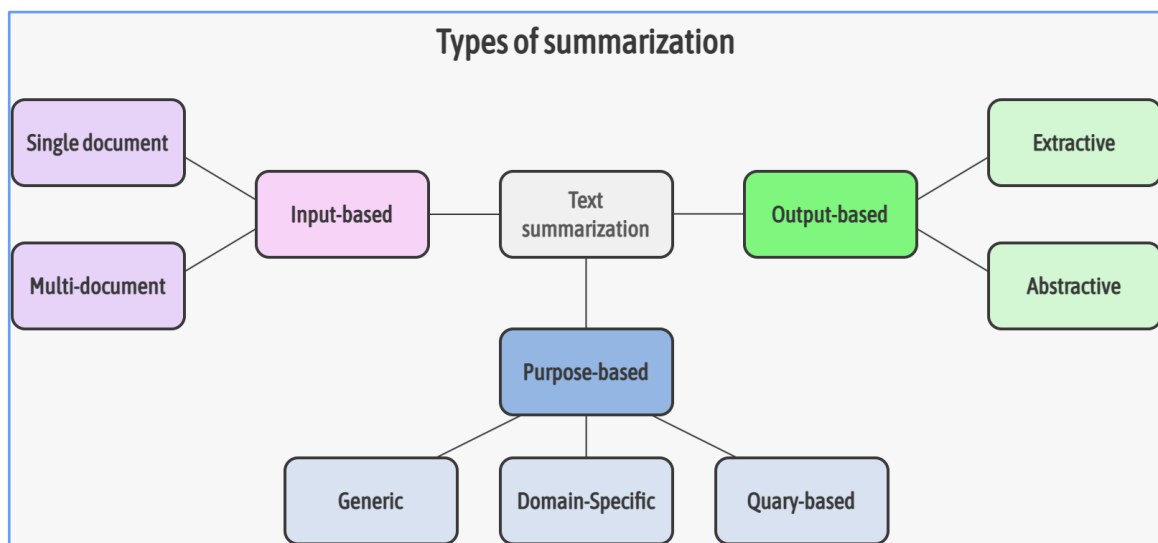 Types of summarization
Single document
Extractive
Input-based
Text
summarization
Output-based
Multi-document
Abstractive
Purpose-based
Generic
Domain-Specific
Quary-based